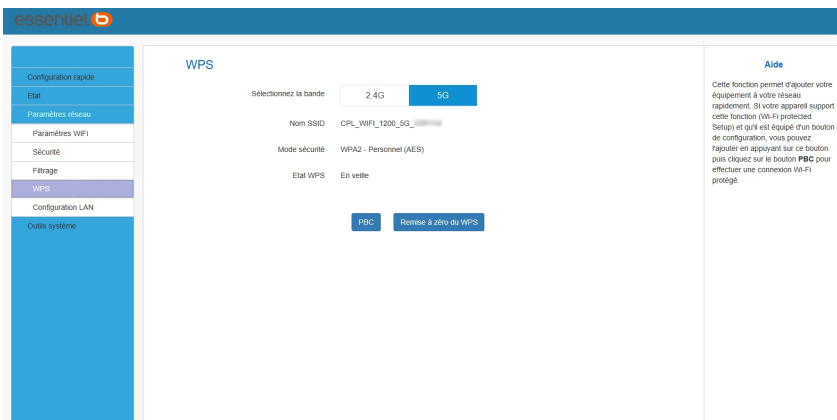 essentiel b
Configuration rapide
Etat
Paramètres réseau
Paramètres WiFi
Sécurité
Filtrage
WPS
Configuration LAN
Outils système
WPS
Sélectionnez la bande 2.4G 5G
Nom SSID CPL_WIFI_1200_5G_
Mode sécurité WPA2 - Personnel (AES)
Etat WPS En veille
PBC Remise à zéro du WPS
Aide
Cette fonction permet d'ajouter votre
équipement à votre réseau
rapidement. Si votre appareil support
cette fonction (Wi-Fi protected
Setup) et qu'il est équipé d'un bouton
de configuration, vous pouvez
l'ajouter en appuyant sur ce bouton
puis cliquez sur le bouton PBC pour
effectuer une connexion Wi-Fi
protégé.